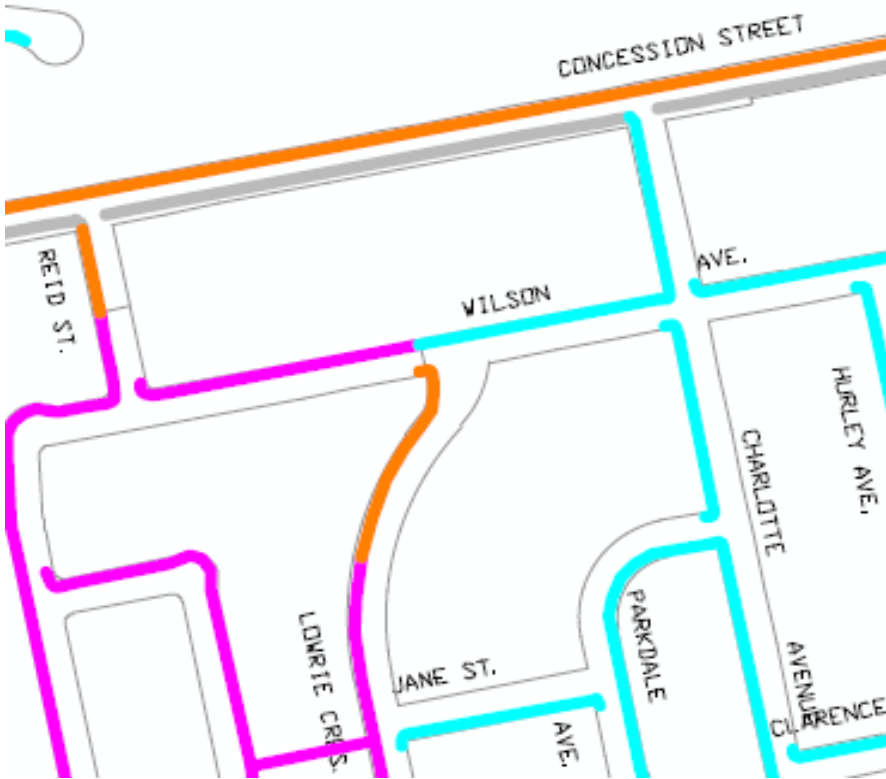 CONCESSION STREET
REID ST.
AVE.
WILSON
HURLEY AVE.
CHARLOTTE
PARKDALE
LOWRIE CRES.
JANE ST.
AVENUE
CLARENCE
AVE.